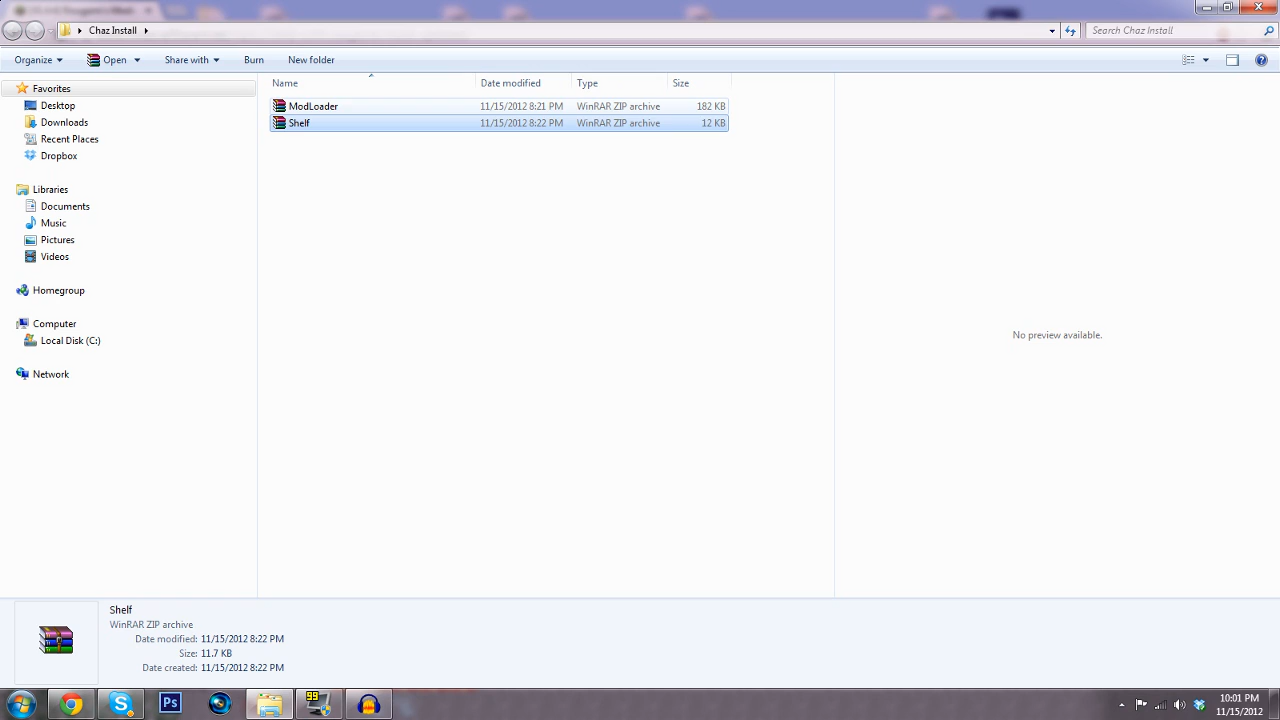 Chaz Install
Search Chaz Install
Organize Open Share with Burn New folder
Name Date modified Type Size
Favorites
Desktop
Downloads
Recent Places
Dropbox
Libraries
Documents
Music
Pictures
Videos
Homegroup
Computer
Local Disk (C:)
Network
ModLoader 11/15/2012 8:21 PM WinRAR ZIP archive 182 KB
Shelf 11/15/2012 8:22 PM WinRAR ZIP archive 12 KB
No preview available.
Shelf
WinRAR ZIP archive
Date modified: 11/15/2012 8:22 PM
Size: 11.7 KB
Date created: 11/15/2012 8:22 PM
Ps
99
10:01 PM
11/15/2012